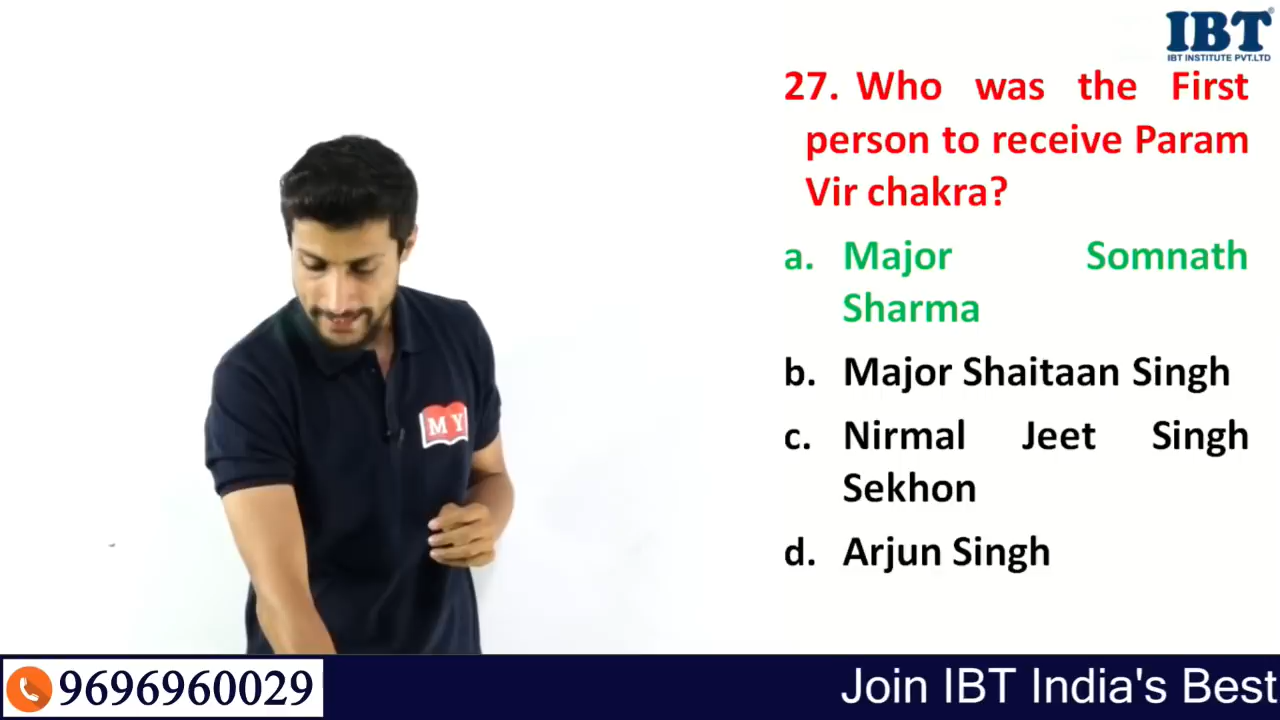 IBT
IBT INSTITUTE PVT.LTD
27. Who was the First
person to receive Param
Vir chakra?
a. Major Somnath
Sharma
b. Major Shaitaan Singh
c. Nirmal Jeet Singh
Sekhon
d. Arjun Singh
M Y
9696960029
Join IBT India's Best